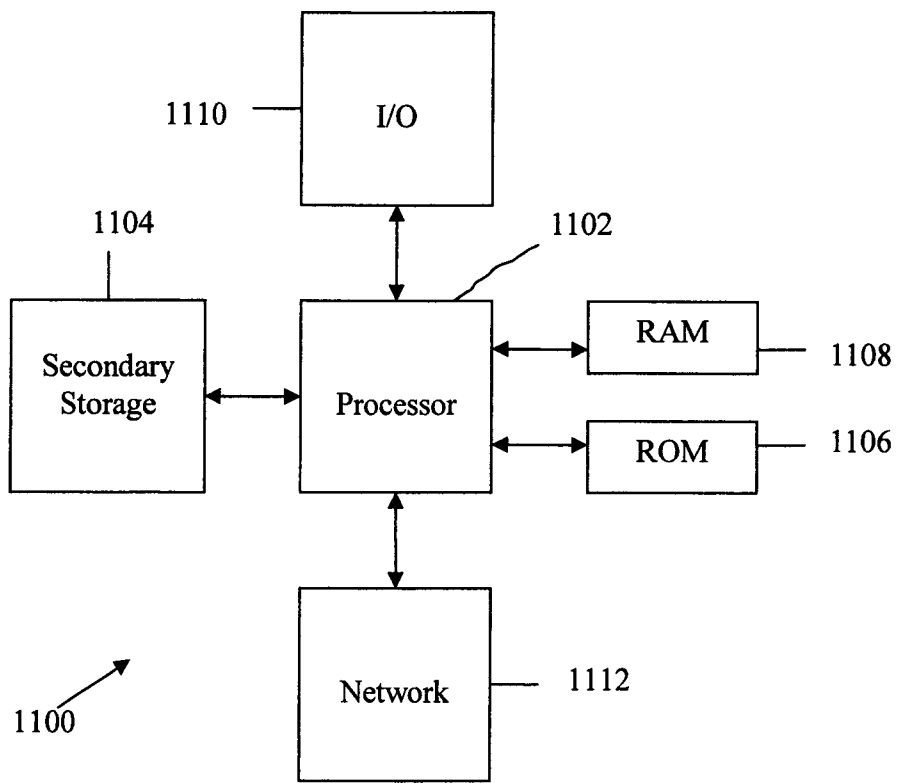 1110
I/O
1104
1102
Secondary
Storage
Processor
RAM
1108
ROM
1106
Network
1112
1100